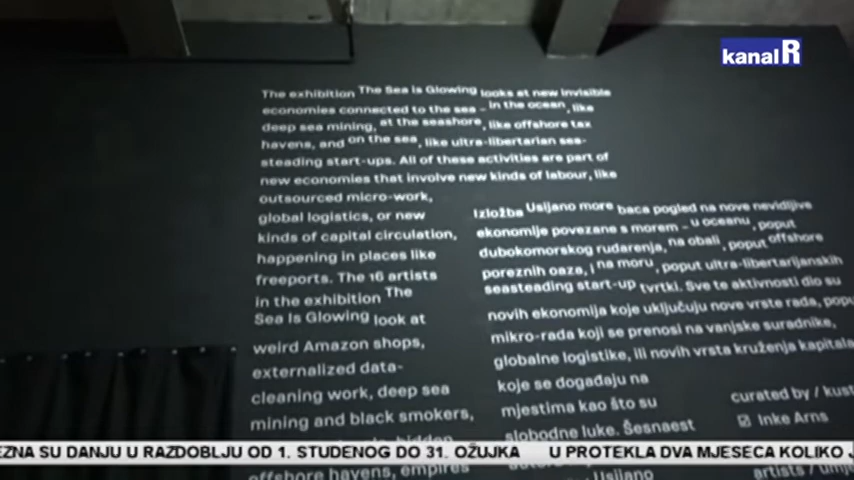 kanal R
The exhibition The Sea Is Glowing looks at new invisible
economies connected to the sea – in the ocean, like
deep sea mining, at the seashore, like offshore tax
havens, and on the sea, like ultra-libertarian sea-
steading start-ups. All of these activities are part of
new economies that involve new kinds of labour, like
outsourced micro-work,
global logistics, or new
kinds of capital circulation,
happening in places like
freeports. The 16 artists
in the exhibition The
Sea Is Glowing look at
weird Amazon shops,
externalized data-
cleaning work, deep sea
mining and black smokers,
hidden
offshore havens, empires
Izložba Usijano more baca pogled na nove nevidljive
ekonomije povezane s morem – u oceanu, poput
dubokomorskog rudarenja, na obali, poput offshore
poreznih oaza, i na moru, poput ultra-libertarijanskih
seasteading start-up tvrtki. Sve te aktivnosti dio su
novih ekonomija koje uključuju nove vrste rada, popu
mikro-rada koji se prenosi na vanjske suradnike,
globalne logistike, ili novih vrsta kruženja kapitala
koje se događaju na
mjestima kao što su
slobodne luke. Šesnaest
Usijano
curated by / kust
☑ Inke Arns
artists / umje
EZNA SU DANJU U RAZDOBLJU OD 1. STUDENOG DO 31. OŽUJKA U PROTEKLA DVA MJESECA KOLIKO